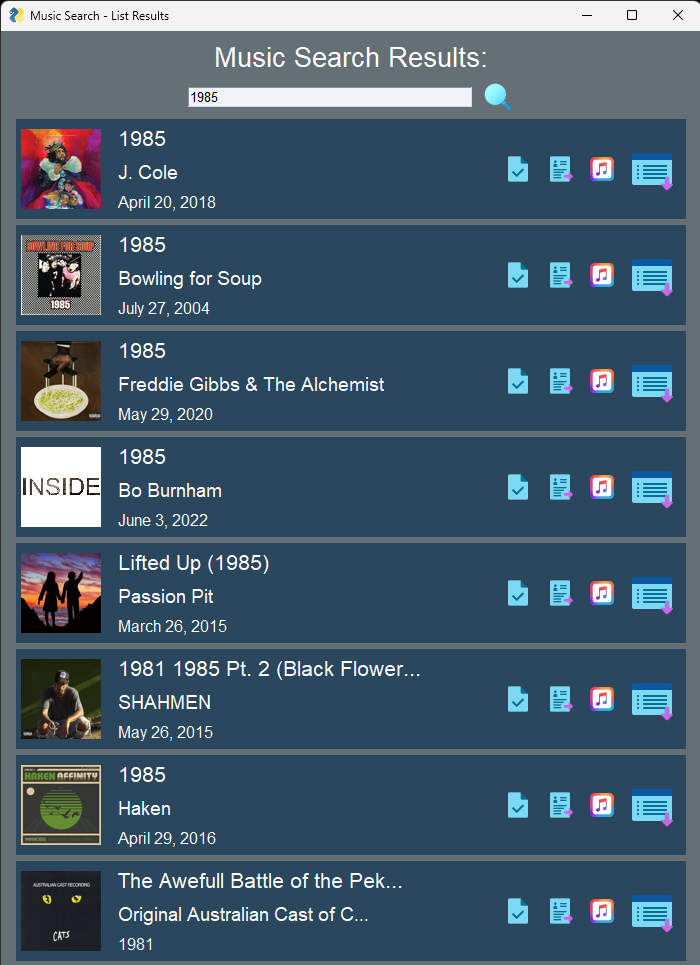 Music Search - List Results
Music Search Results:
1985
1985
J. Cole
April 20, 2018
BOWLING FOR SOUP
1985
1985
Bowling for Soup
July 27, 2004
1985
Freddie Gibbs & The Alchemist
May 29, 2020
INSIDE
1985
Bo Burnham
June 3, 2022
Lifted Up (1985)
Passion Pit
March 26, 2015
1981 1985 Pt. 2 (Black Flower...
SHAHMEN
May 26, 2015
HAKEN AFFINITY
1985
Haken
April 29, 2016
AUSTRALIAN CAST RECORDING
CATS
The Awefull Battle of the Pek...
Original Australian Cast of C...
1981